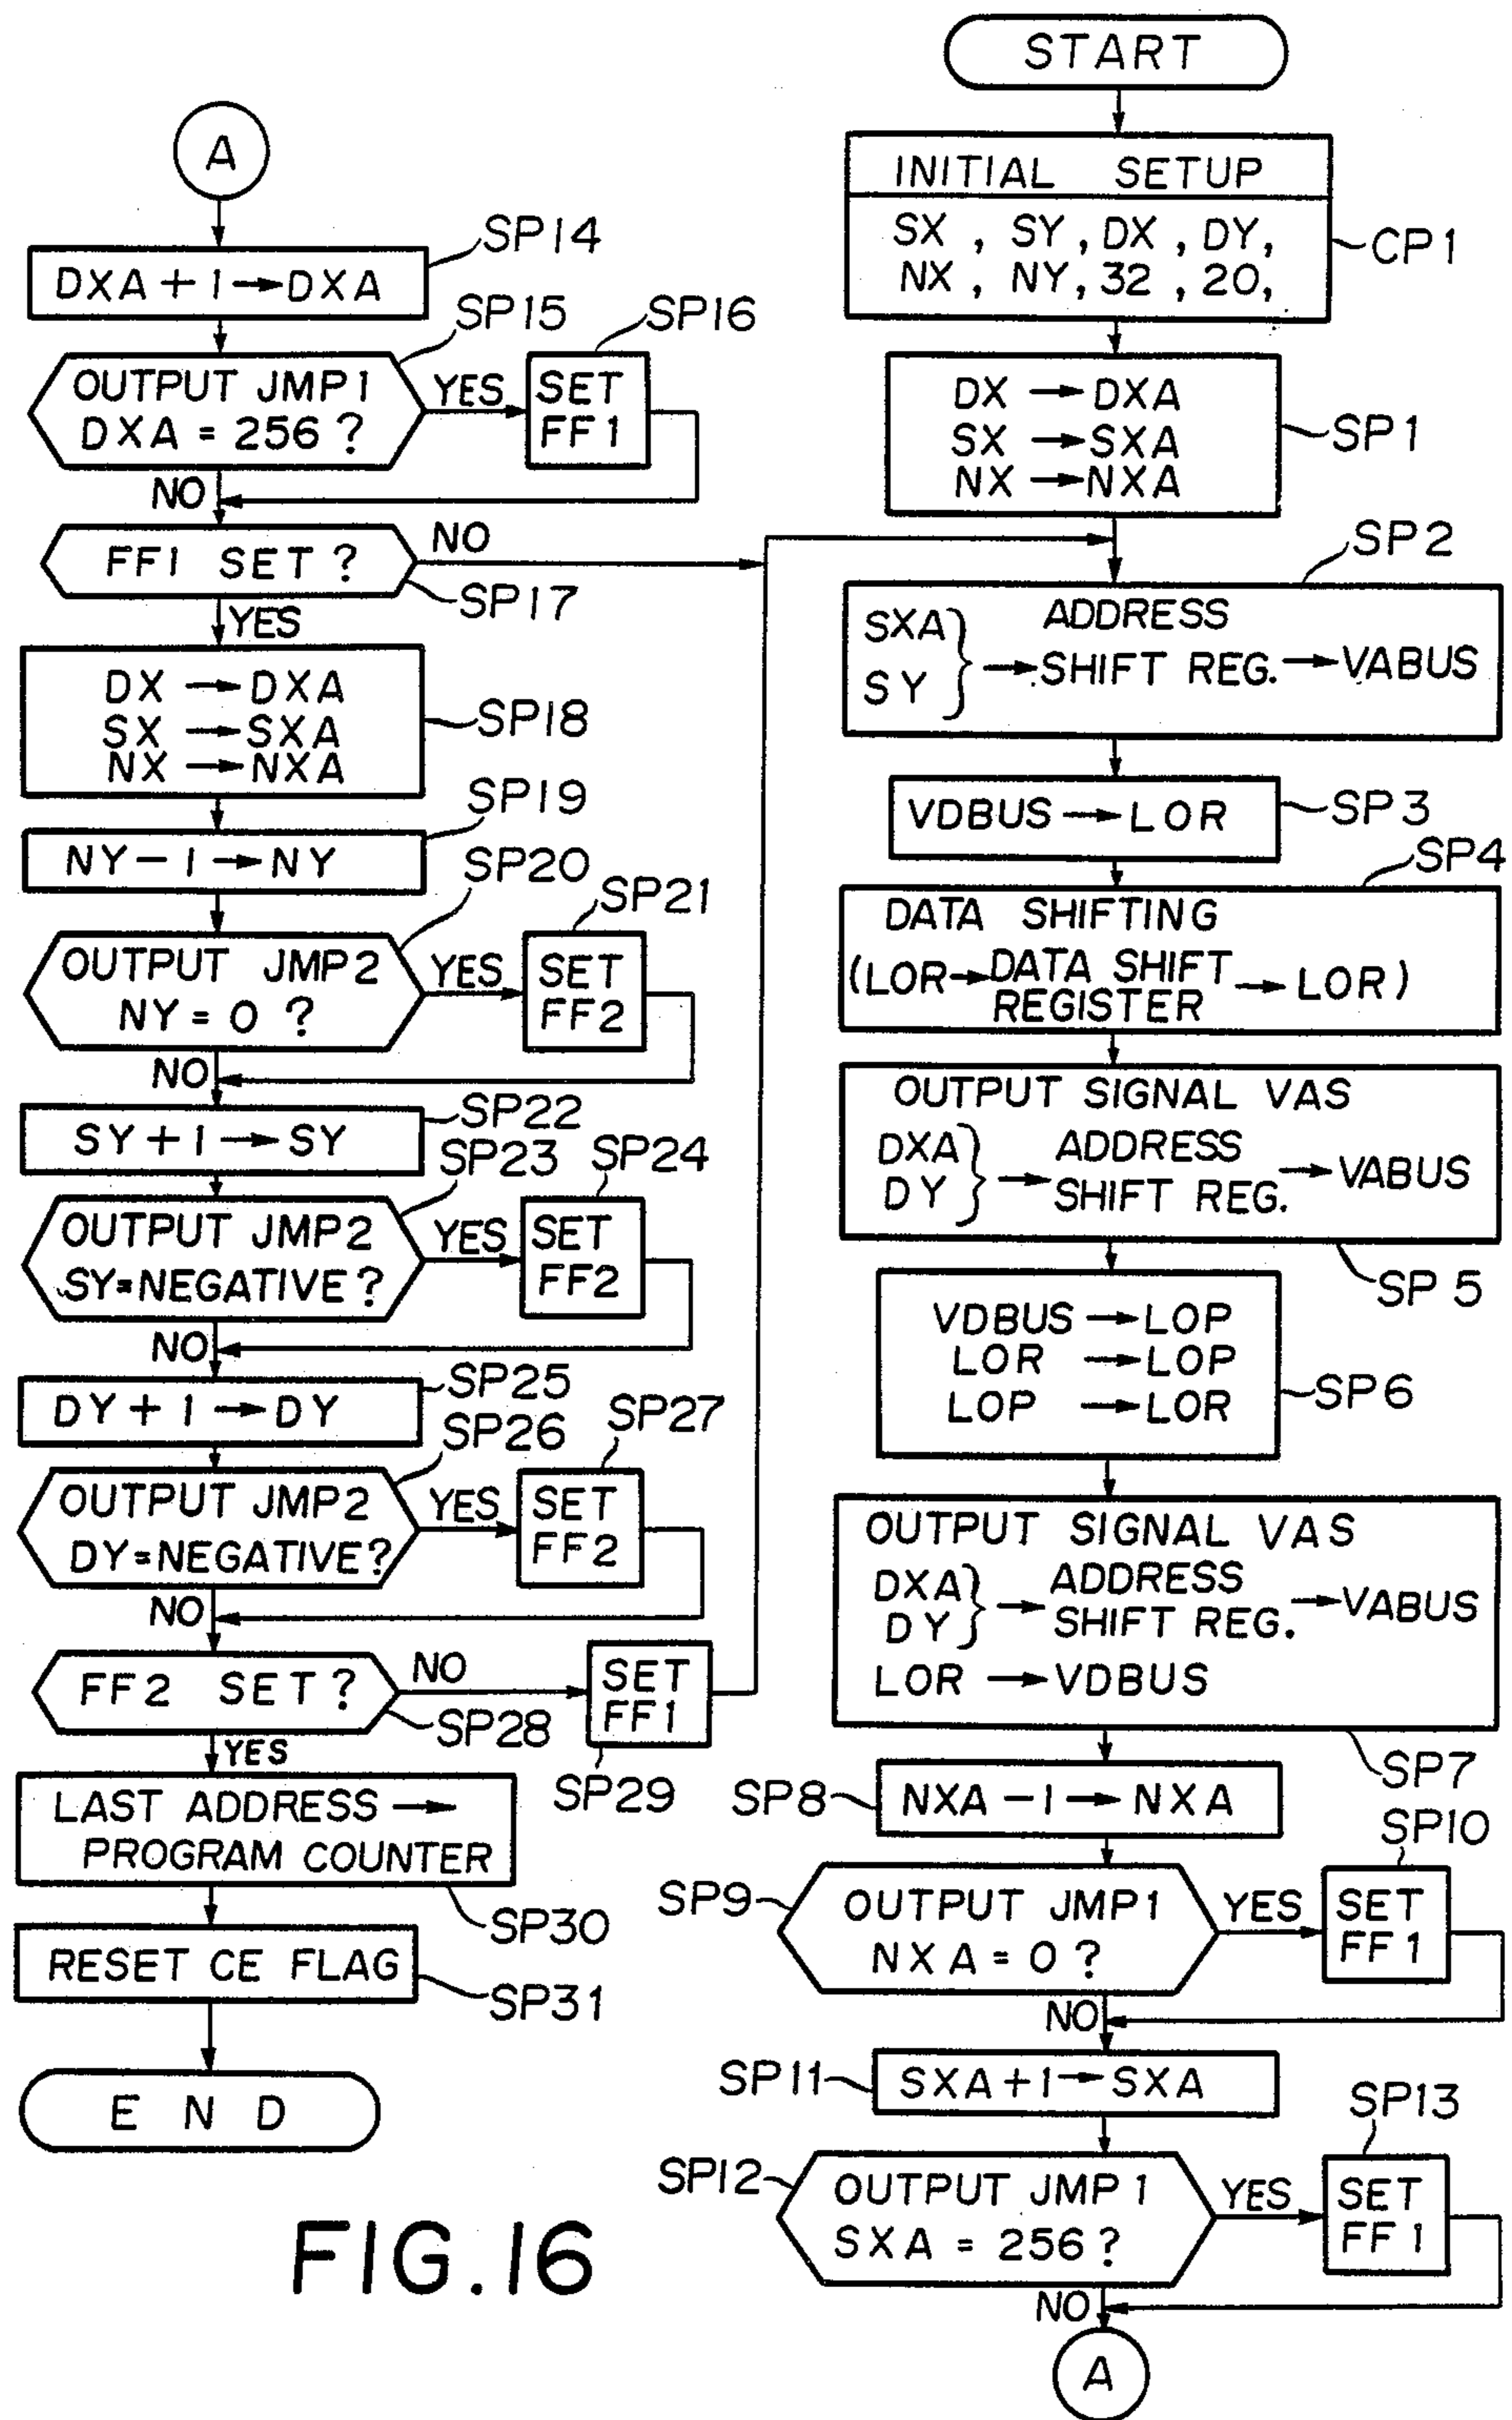 START
INITIAL SETUP
SX , SY , DX , DY,
NX , NY, 32 , 20,
CP1
DX → DXA
SX → SXA
NX → NXA
SP1
SP2
SXA } ADDRESS
SY } → SHIFT REG. → VABUS
VDBUS → LOR
SP3
SP4
DATA SHIFTING
(LOR → DATA SHIFT REGISTER → LOR)
OUTPUT SIGNAL VAS
DXA } ADDRESS
DY } → SHIFT REG. → VABUS
SP5
VDBUS → LOP
LOR → LOP
LOP → LOR
SP6
OUTPUT SIGNAL VAS
DXA } ADDRESS
DY } → SHIFT REG. → VABUS
LOR → VDBUS
SP7
SP8
NXA - 1 → NXA
SP9
OUTPUT JMP1
NXA = 0 ?
YES
SP10
SET
FF1
NO
SP11
SXA + 1 → SXA
SP12
OUTPUT JMP1
SXA = 256 ?
YES
SP13
SET
FF1
NO
A
A
SP14
DXA + 1 → DXA
SP15
OUTPUT JMP1
DXA = 256 ?
YES
SP16
SET
FF1
NO
FF1 SET ?
NO
SP17
YES
DX → DXA
SX → SXA
NX → NXA
SP18
SP19
NY - 1 → NY
SP20
OUTPUT JMP2
NY = 0 ?
YES
SP21
SET
FF2
NO
SP22
SY + 1 → SY
SP23
OUTPUT JMP2
SY=NEGATIVE ?
YES
SP24
SET
FF2
NO
SP25
DY + 1 → DY
SP26
OUTPUT JMP2
DY=NEGATIVE?
YES
SP27
SET
FF2
NO
FF2 SET ?
NO
SP28
SET
FF1
SP29
YES
LAST ADDRESS →
PROGRAM COUNTER
SP30
RESET CE FLAG
SP31
END
FIG.16